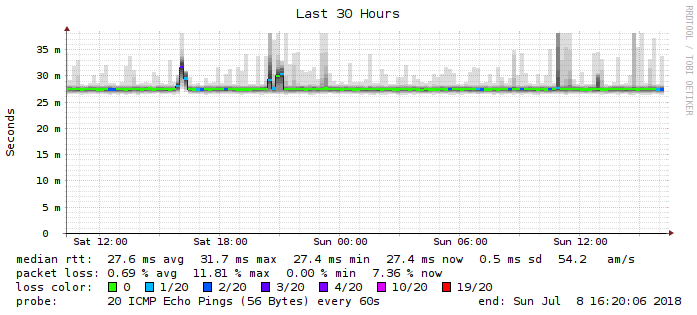 Last 30 Hours
RRDTOOL / TOBI OETIKER
Seconds
35 m
30 m
25 m
20 m
15 m
10 m
5 m
0
Sat 12:00 Sat 18:00 Sun 00:00 Sun 06:00 Sun 12:00
median rtt: 27.6 ms avg 31.7 ms max 27.4 ms min 27.4 ms now 0.5 ms sd 54.2 am/s
packet loss: 0.69 % avg 11.81 % max 0.00 % min 7.36 % now
loss color: 0 1/20 2/20 3/20 4/20 10/20 19/20
probe: 20 ICMP Echo Pings (56 Bytes) every 60s end: Sun Jul 8 16:20:06 2018